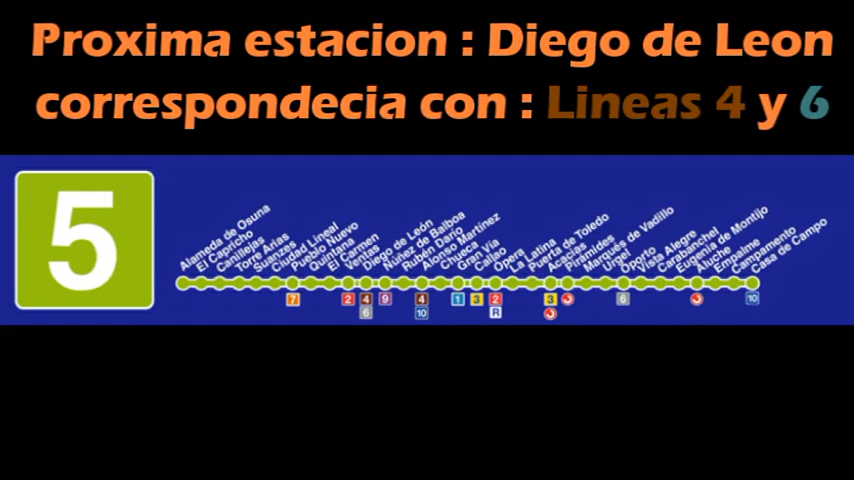 Proxima estacion : Diego de Leon
correspondecia con : Lineas 4 y 6
5
Alameda de Osuna
El Capricho
Canillejas
Torre Arias
Suanzes
Ciudad Lineal
Pueblo Nuevo
Quintana
El Carmen
Ventas
Diego de León
Núñez de Balboa
Rubén Darío
Alonso Martínez
Chueca
Gran Vía
Callao
Ópera
La Latina
Puerta de Toledo
Acacias
Pirámides
Marqués de Vadillo
Urgel
Oporto
Vista Alegre
Carabanchel
Eugenia de Montijo
Aluche
Empalme
Campamento
Casa de Campo
7 2 4 9 4 1 3 2 3 6 10
6 10 R